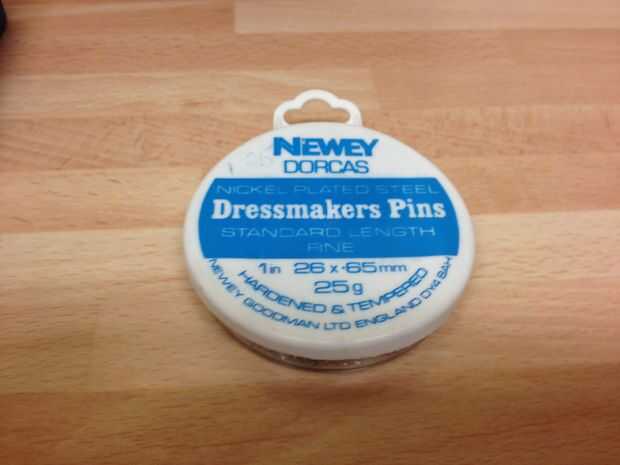 NEWEY
DORCAS
NICKEL PLATED STEEL
Dressmakers Pins
STANDARD LENGTH
FINE
1in 26 x ·65mm
25g
HARDENED & TEMPERED
NEWEY GOODMAN LTD ENGLAND DY4 9AH